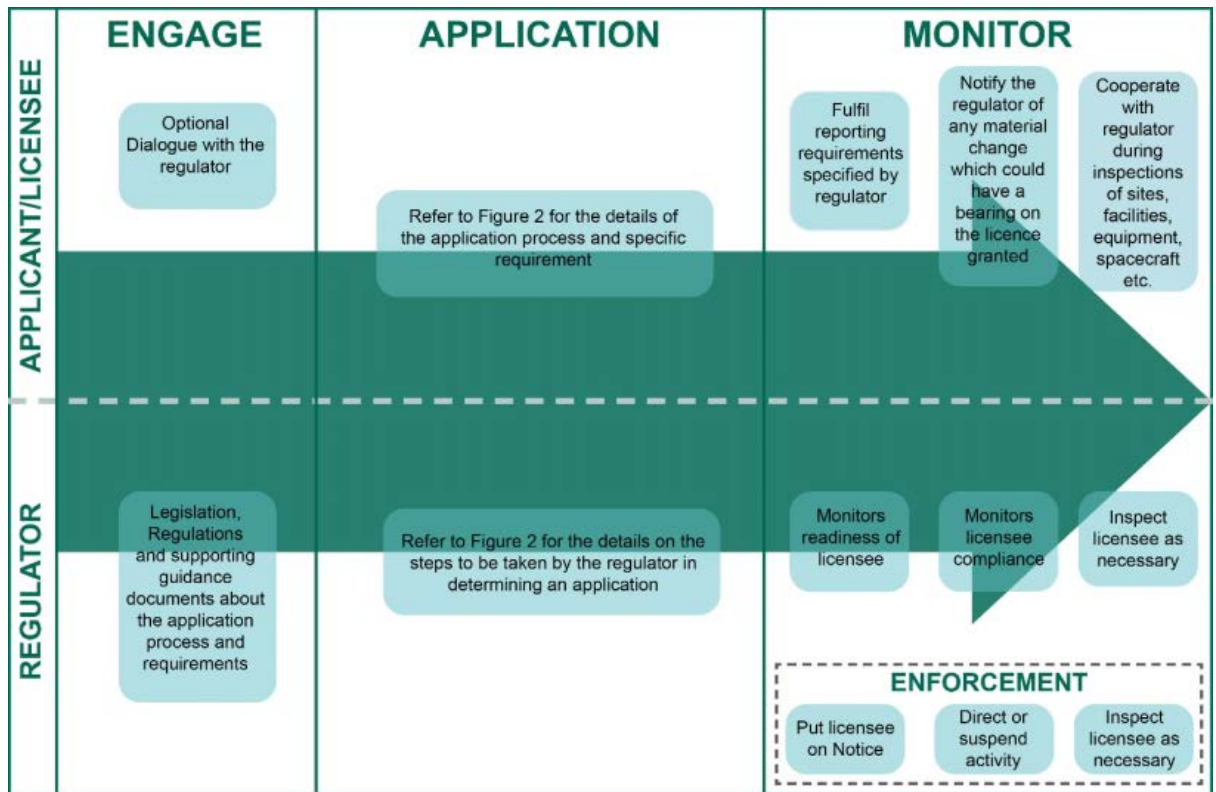 ENGAGE
APPLICATION
MONITOR
APPLICANT/LICENSEE
Optional
Dialogue with the
regulator
Refer to Figure 2 for the details of
the application process and specific
requirement
Fulfil
reporting
requirements
specified by
regulator
Notify the
regulator of
any material
change
which could
have a
bearing on
the licence
granted
Cooperate
with
regulator
during
inspections
of sites,
facilities,
equipment,
spacecraft
etc.
REGULATOR
Legislation,
Regulations
and supporting
guidance
documents about
the application
process and
requirements
Refer to Figure 2 for the details on the
steps to be taken by the regulator in
determining an application
Monitors
readiness of
licensee
Monitors
licensee
compliance
Inspect
licensee as
necessary
ENFORCEMENT
Put licensee
on Notice
Direct or
suspend
activity
Inspect
licensee as
necessary